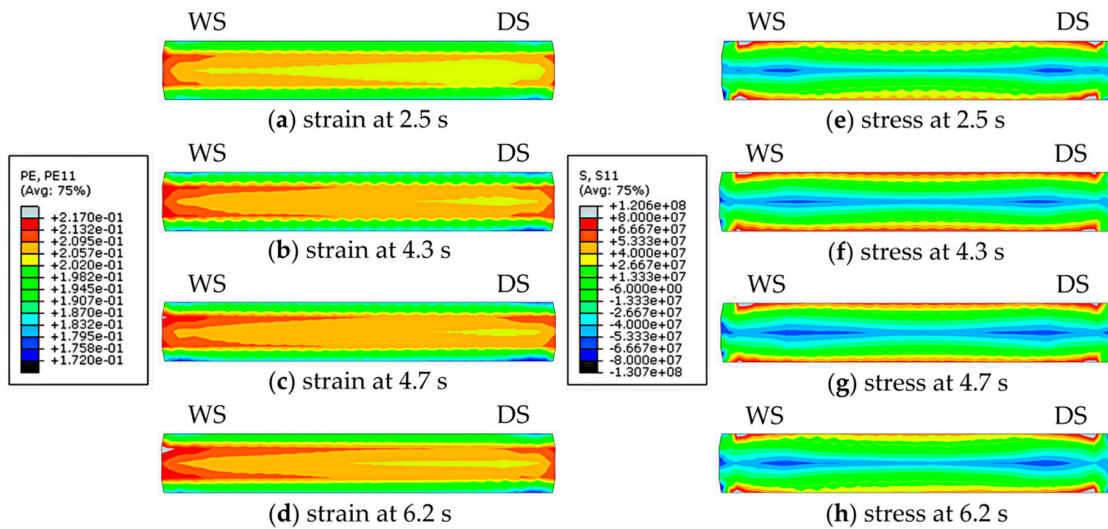 WS DS
(a) strain at 2.5 s
WS DS
(e) stress at 2.5 s
PE, PE11
(Avg: 75%)
+2.170e-01
+2.132e-01
+2.095e-01
+2.057e-01
+2.020e-01
+1.982e-01
+1.945e-01
+1.907e-01
+1.870e-01
+1.832e-01
+1.795e-01
+1.758e-01
+1.720e-01
WS DS
(b) strain at 4.3 s
WS DS
(c) strain at 4.7 s
WS DS
(d) strain at 6.2 s
S, S11
(Avg: 75%)
+1.206e+08
+8.000e+07
+6.667e+07
+5.333e+07
+4.000e+07
+2.667e+07
+1.333e+07
-6.000e+00
-1.333e+07
-2.667e+07
-4.000e+07
-5.333e+07
-6.667e+07
-8.000e+07
-1.307e+08
WS DS
(f) stress at 4.3 s
WS DS
(g) stress at 4.7 s
WS DS
(h) stress at 6.2 s